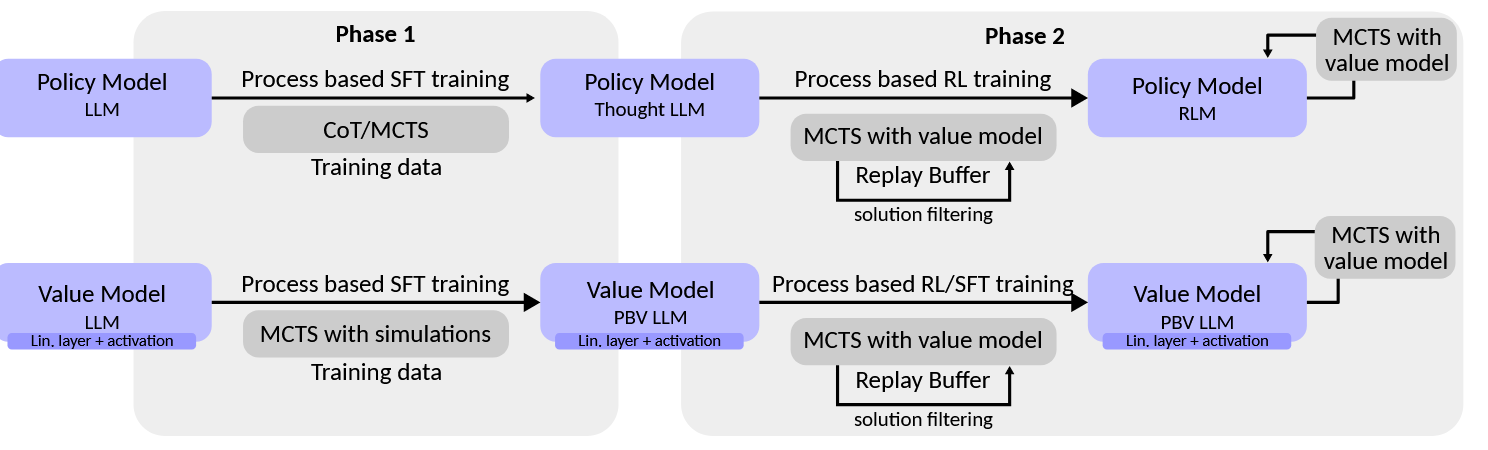 Phase 1
Policy Model
LLM
Process based SFT training
CoT/MCTS
Training data
Policy Model
Thought LLM
Value Model
LLM
Lin. layer + activation
Process based SFT training
MCTS with simulations
Training data
Value Model
PBV LLM
Lin. layer + activation
Phase 2
Process based RL training
MCTS with value model
Replay Buffer
solution filtering
Policy Model
RLM
MCTS with
value model
Process based RL/SFT training
MCTS with value model
Replay Buffer
solution filtering
Value Model
PBV LLM
Lin. layer + activation
MCTS with
value model